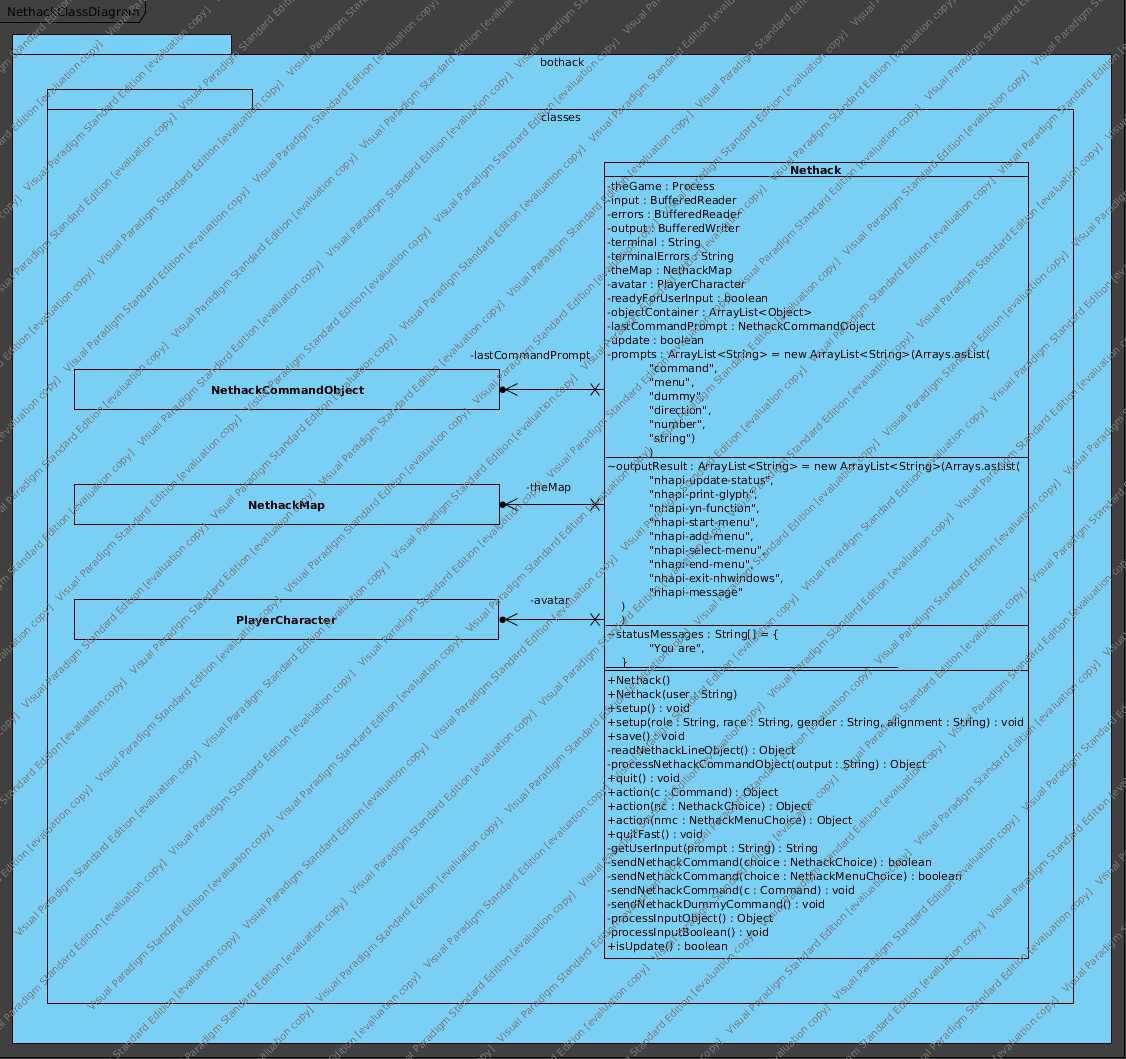 NethackClassDiagram
bothack
classes
Nethack
-theGame : Process
-input : BufferedReader
-errors : BufferedReader
-output : BufferedWriter
-terminal : String
-terminalErrors : String
-theMap : NethackMap
-avatar : PlayerCharacter
-readyForUserInput : boolean
-objectContainer : ArrayList<Object>
-lastCommandPrompt : NethackCommandObject
-update : boolean
-prompts : ArrayList<String> = new ArrayList<String>(Arrays.asList(
"command",
"menu",
"dummy",
"direction",
"number",
"string")
)
~outputResult : ArrayList<String> = new ArrayList<String>(Arrays.asList(
"nhapi-update-status",
"nhapi-print-glyph",
"nhapi-yn-function",
"nhapi-start-menu",
"nhapi-add-menu",
"nhapi-select-menu",
"nhapi-end-menu",
"nhapi-exit-nhwindows",
"nhapi-message"
)
)
~statusMessages : String[] = {
"You are",
}
+Nethack()
+Nethack(user : String)
+setup() : void
+setup(role : String, race : String, gender : String, alignment : String) : void
+save() : void
-readNethackLineObject() : Object
-processNethackCommandObject(output : String) : Object
+quit() : void
+action(c : Command) : Object
+action(nc : NethackChoice) : Object
+action(nmc : NethackMenuChoice) : Object
+quitFast() : void
-getUserInput(prompt : String) : String
-sendNethackCommand(choice : NethackChoice) : boolean
-sendNethackCommand(choice : NethackMenuChoice) : boolean
-sendNethackCommand(c : Command) : void
-sendNethackDummyCommand() : void
-processInputObject() : Object
-processInputBoolean() : void
+isUpdate() : boolean
-lastCommandPrompt
NethackCommandObject
-theMap
NethackMap
-avatar
PlayerCharacter
Visual Paradigm Standard Edition [evaluation copy]